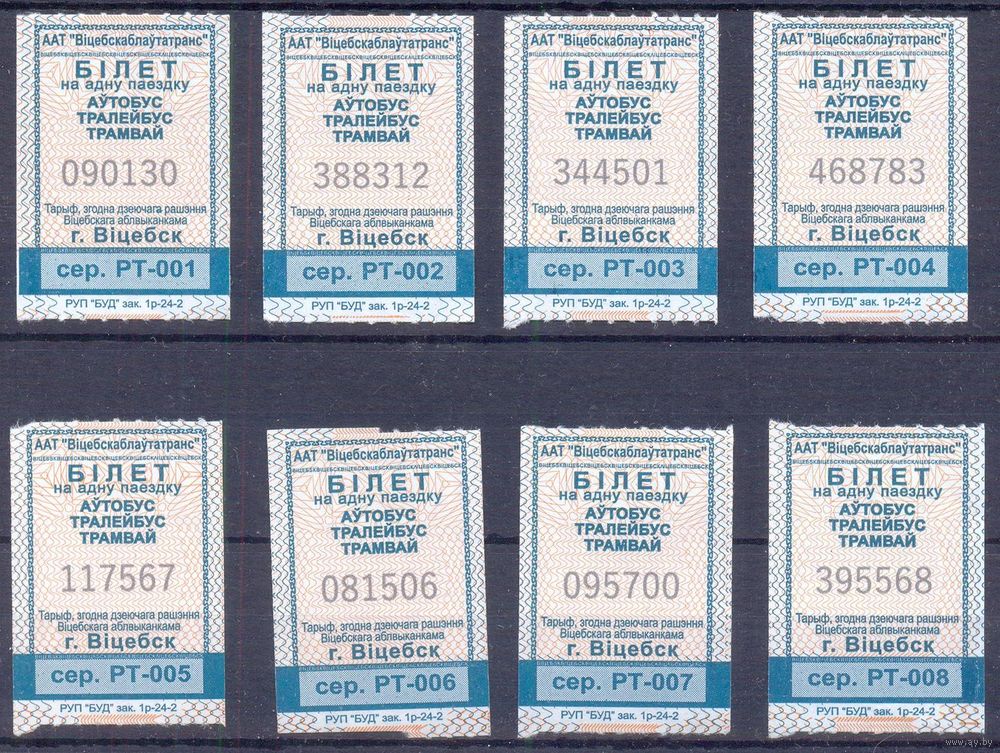 ААТ "Віцебскаблаўтатранс"
БІЛЕТ
на адну паездку
АЎТОБУС
ТРАЛЕЙБУС
ТРАМВАЙ
090130
Тарыф, згодна дзеючага рашэння
Віцебскага аблвыканкама
г. Віцебск
сер. РТ-001
РУП "БУД" зак. 1р-24-2
ААТ "Віцебскаблаўтатранс"
БІЛЕТ
на адну паездку
АЎТОБУС
ТРАЛЕЙБУС
ТРАМВАЙ
388312
Тарыф, згодна дзеючага рашэння
Віцебскага аблвыканкама
г. Віцебск
сер. РТ-002
РУП "БУД" зак. 1р-24-2
ААТ "Віцебскаблаўтатранс"
БІЛЕТ
на адну паездку
АЎТОБУС
ТРАЛЕЙБУС
ТРАМВАЙ
344501
Тарыф, згодна дзеючага рашэння
Віцебскага аблвыканкама
г. Віцебск
сер. РТ-003
РУП "БУД" зак. 1р-24-2
ААТ "Віцебскаблаўтатранс"
БІЛЕТ
на адну паездку
АЎТОБУС
ТРАЛЕЙБУС
ТРАМВАЙ
468783
Тарыф, згодна дзеючага рашэння
Віцебскага аблвыканкама
г. Віцебск
сер. РТ-004
РУП "БУД" зак. 1р-24-2
ААТ "Віцебскаблаўтатранс"
БІЛЕТ
на адну паездку
АЎТОБУС
ТРАЛЕЙБУС
ТРАМВАЙ
117567
Тарыф, згодна дзеючага рашэння
Віцебскага аблвыканкама
г. Віцебск
сер. РТ-005
РУП "БУД" зак. 1р-24-2
ААТ "Віцебскаблаўтатранс"
БІЛЕТ
на адну паездку
АЎТОБУС
ТРАЛЕЙБУС
ТРАМВАЙ
081506
Тарыф, згодна дзеючага рашэння
Віцебскага аблвыканкама
г. Віцебск
сер. РТ-006
РУП "БУД" зак. 1р-24-2
ААТ "Віцебскаблаўтатранс"
БІЛЕТ
на адну паездку
АЎТОБУС
ТРАЛЕЙБУС
ТРАМВАЙ
095700
Тарыф, згодна дзеючага рашэння
Віцебскага аблвыканкама
г. Віцебск
сер. РТ-007
РУП "БУД" зак. 1р-24-2
ААТ "Віцебскаблаўтатранс"
БІЛЕТ
на адну паездку
АЎТОБУС
ТРАЛЕЙБУС
ТРАМВАЙ
395568
Тарыф, згодна дзеючага рашэння
Віцебскага аблвыканкама
г. Віцебск
сер. РТ-008
РУП "БУД" зак. 1р-24-2
www.ay.by